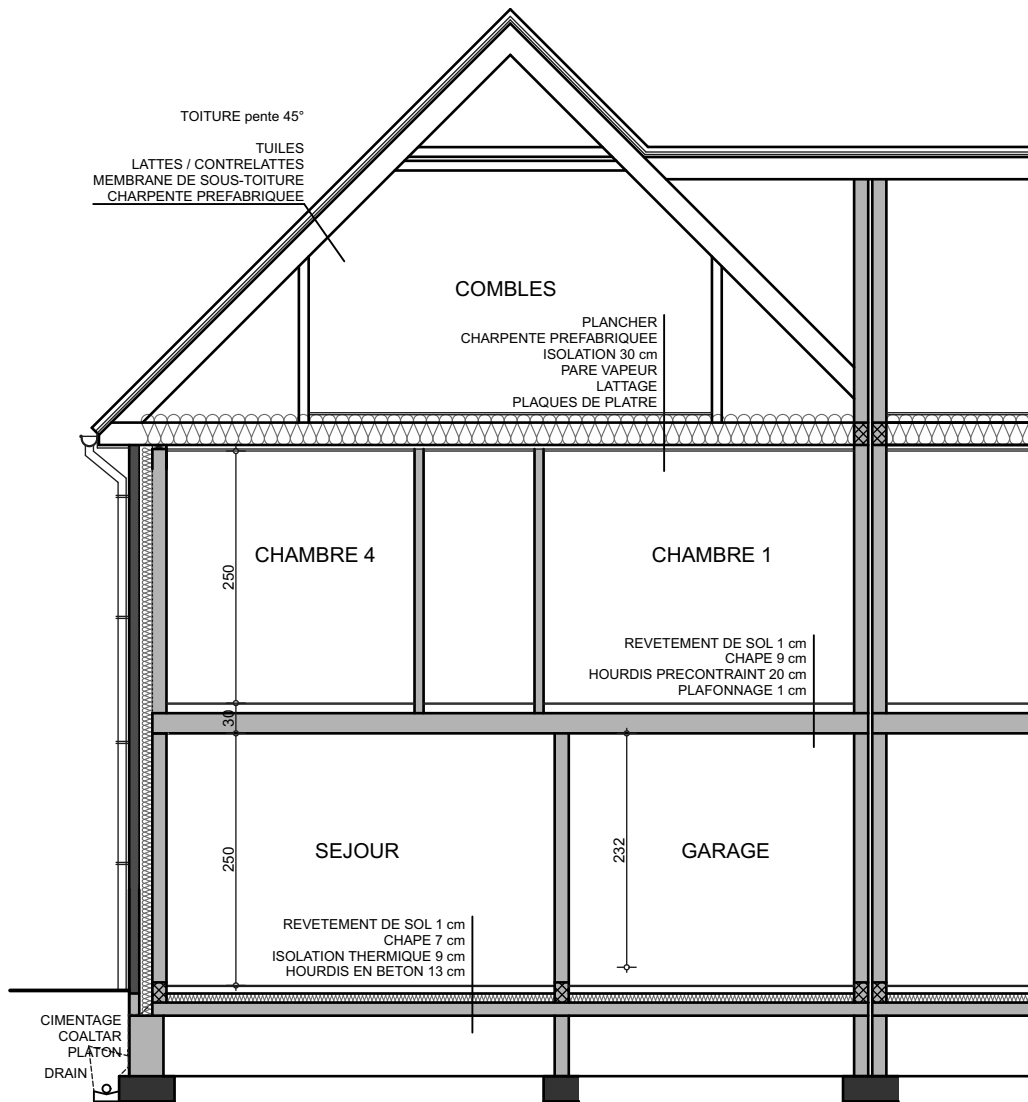 TOITURE pente 45°
TUILES
LATTES / CONTRELATTES
MEMBRANE DE SOUS-TOITURE
CHARPENTE PREFABRIQUEE
COMBLES
PLANCHER
CHARPENTE PREFABRIQUEE
ISOLATION 30 cm
PARE VAPEUR
LATTAGE
PLAQUES DE PLATRE
CHAMBRE 4
CHAMBRE 1
250
REVETEMENT DE SOL 1 cm
CHAPE 9 cm
HOURDIS PRECONTRAINT 20 cm
PLAFONNAGE 1 cm
30
SEJOUR
GARAGE
250
232
REVETEMENT DE SOL 1 cm
CHAPE 7 cm
ISOLATION THERMIQUE 9 cm
HOURDIS EN BETON 13 cm
CIMENTAGE
COALTAR
PLATON
DRAIN